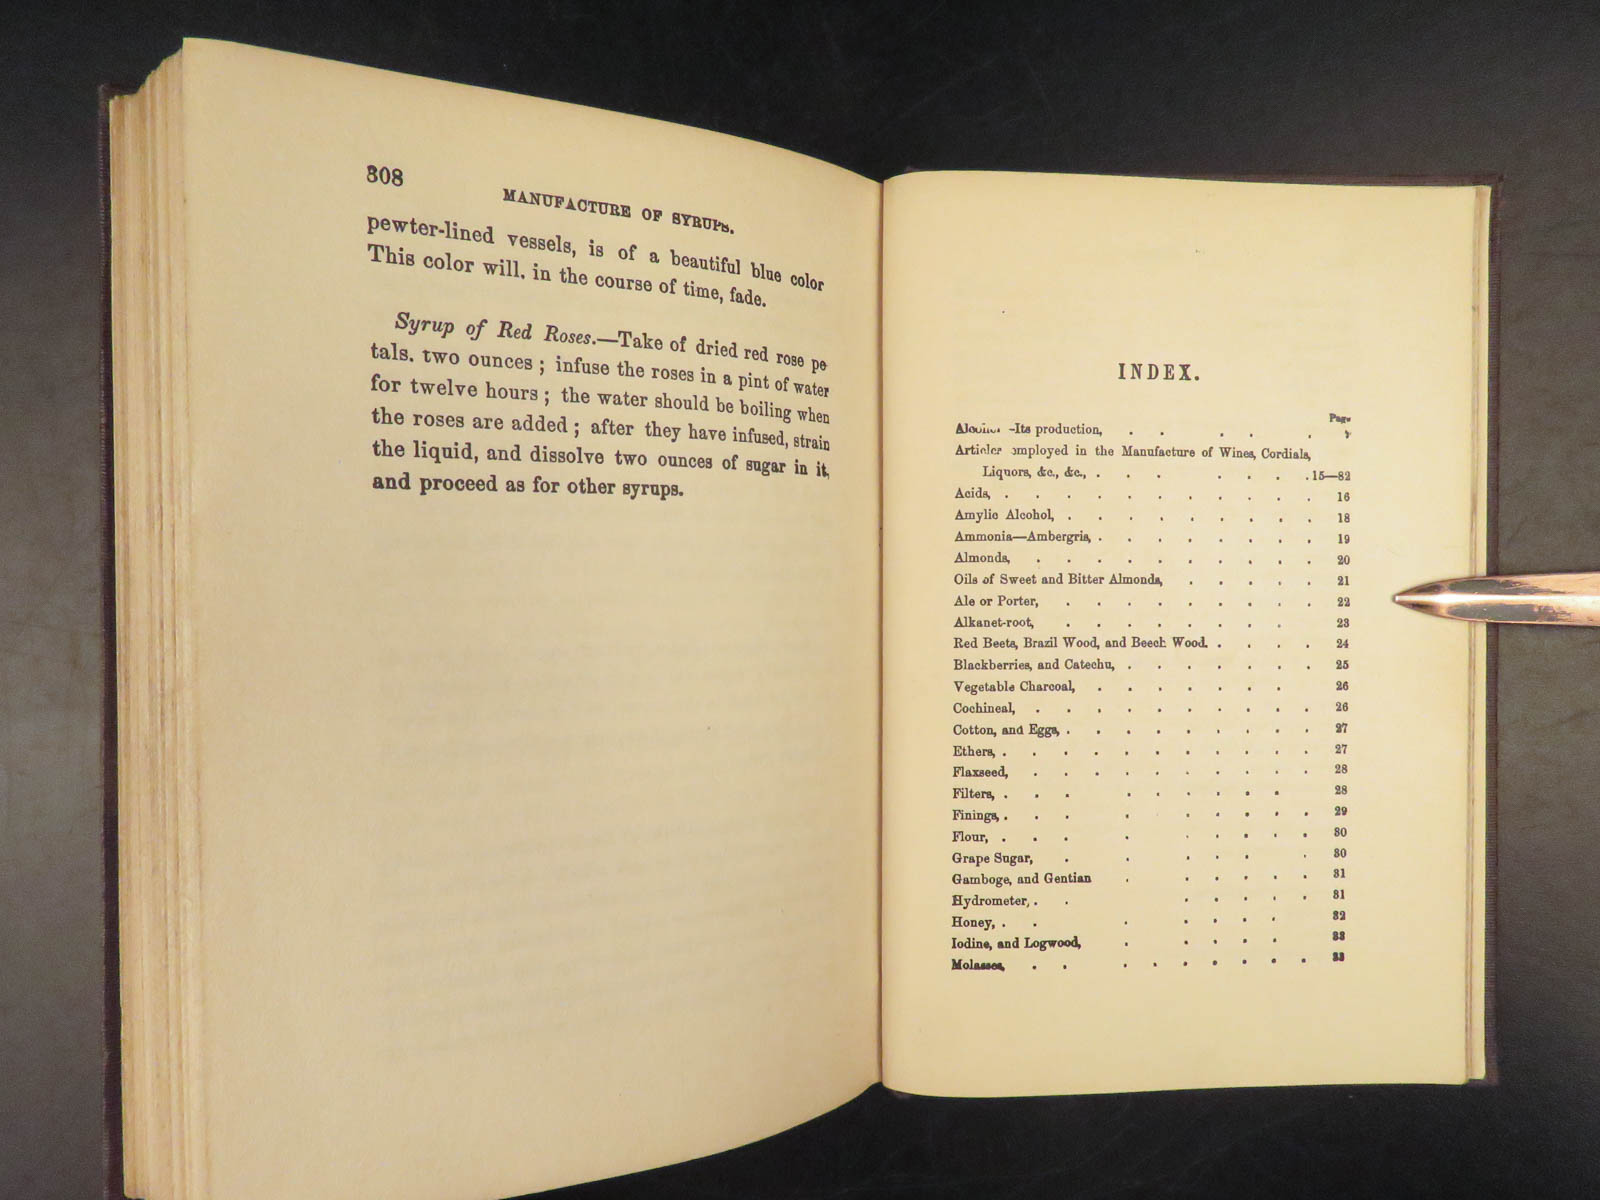 308
MANUFACTURE OF SYRUPS.
pewter-lined vessels, is of a beautiful blue color
This color will, in the course of time, fade.
Syrup of Red Roses.—Take of dried red rose pe-
tals, two ounces; infuse the roses in a pint of water
for twelve hours; the water should be boiling when
the roses are added; after they have infused, strain
the liquid, and dissolve two ounces of sugar in it,
and proceed as for other syrups.
INDEX.
Page
Alcohol—Its production, . . . . .
Articles employed in the Manufacture of Wines, Cordials,
Liquors, &c., &c., . . . . . . . . 15—82
Acids, . . . . . . . . . . . 16
Amylic Alcohol, . . . . . . . . . 18
Ammonia—Ambergris, . . . . . . . . 19
Almonds, . . . . . . . . . . 20
Oils of Sweet and Bitter Almonds, . . . . . 21
Ale or Porter, . . . . . . . . . 22
Alkanet-root, . . . . . . . . 23
Red Beets, Brazil Wood, and Beech Wood. . . . . 24
Blackberries, and Catechu, . . . . . . . 25
Vegetable Charcoal, . . . . . . . 26
Cochineal, . . . . . . . . . . 26
Cotton, and Eggs, . . . . . . . . . 27
Ethers, . . . . . . . . . . . 27
Flaxseed, . . . . . . . . . . 28
Filters, . . . . . . . . . 28
Finings, . . . . . . . . . 29
Flour, . . . . . . . . . 30
Grape Sugar, . . . . . . 30
Gamboge, and Gentian . . . . . . 31
Hydrometer, . . . . . . . 31
Honey, . . . . . . . 32
Iodine, and Logwood, . . . . . 33
Molasses, . . . . . . . . . 33